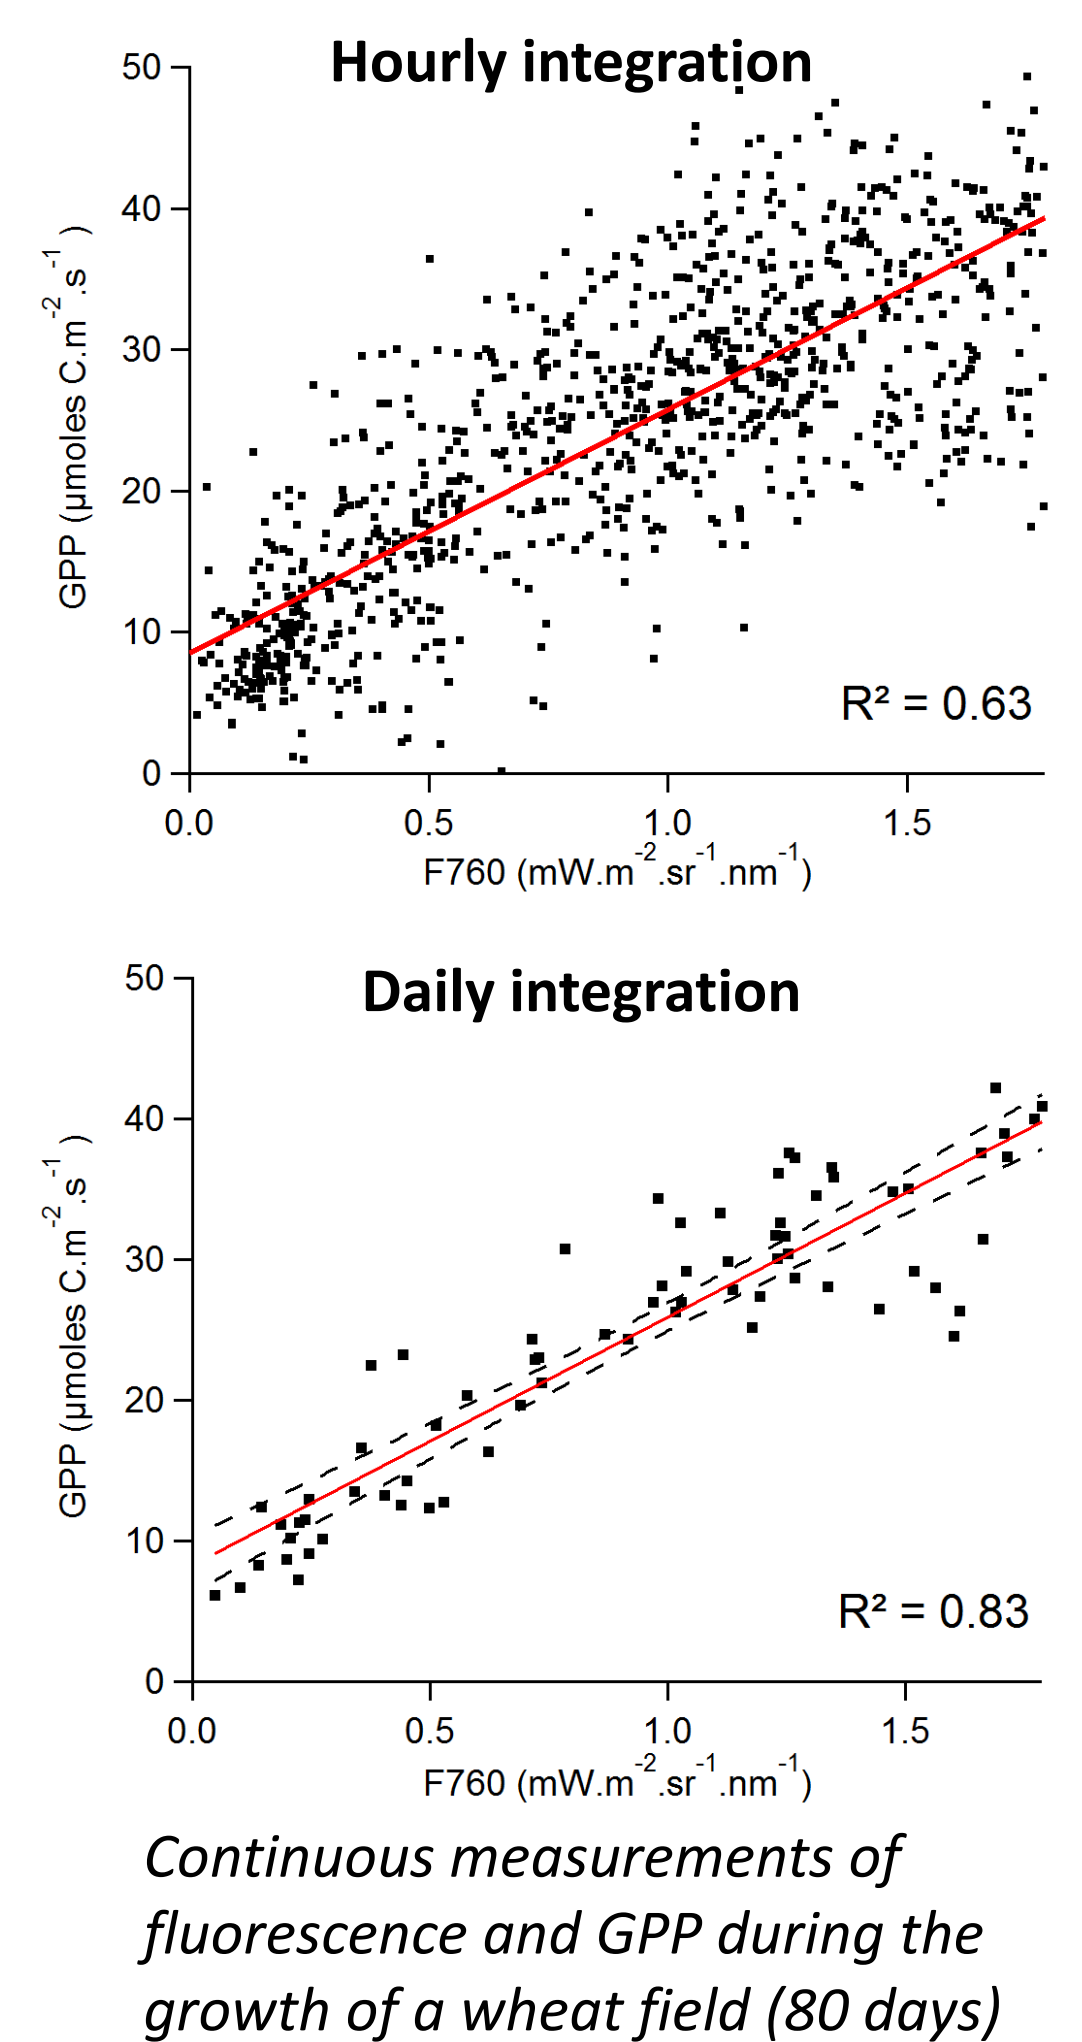 Hourly integration
50
40
30
20
10
0
GPP (µmoles C.m⁻².s⁻¹ )
R² = 0.63
0.0 0.5 1.0 1.5
F760 (mW.m⁻².sr⁻¹.nm⁻¹)
Daily integration
50
40
30
20
10
0
GPP (µmoles C.m⁻².s⁻¹ )
R² = 0.83
0.0 0.5 1.0 1.5
F760 (mW.m⁻².sr⁻¹.nm⁻¹)
Continuous measurements of
fluorescence and GPP during the
growth of a wheat field (80 days)